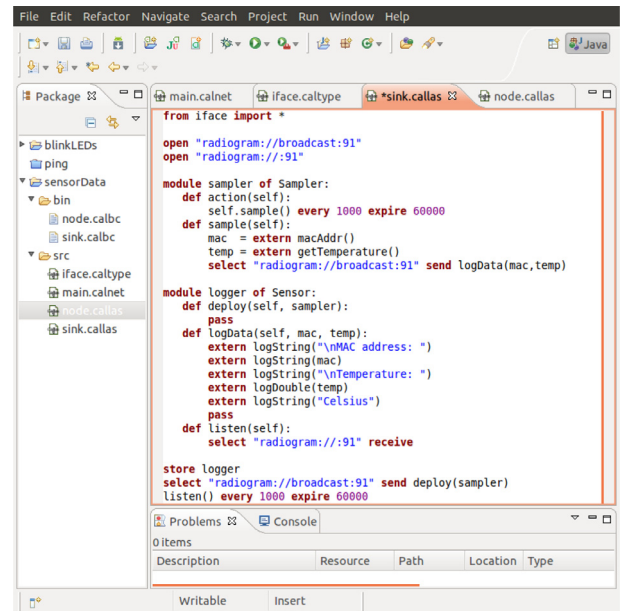 File Edit Refactor Navigate Search Project Run Window Help
Java
Package
main.calnet iface.caltype *sink.callas node.callas
blinkLEDs
ping
sensorData
bin
node.calbc
sink.calbc
src
iface.caltype
main.calnet
node.callas
sink.callas
from iface import *
open "radiogram://broadcast:91"
open "radiogram://:91"
module sampler of Sampler:
def action(self):
self.sample() every 1000 expire 60000
def sample(self):
mac = extern macAddr()
temp = extern getTemperature()
select "radiogram://broadcast:91" send logData(mac,temp)
module logger of Sensor:
def deploy(self, sampler):
pass
def logData(self, mac, temp):
extern logString("\nMAC address: ")
extern logString(mac)
extern logString("\nTemperature: ")
extern logDouble(temp)
extern logString("Celsius")
pass
def listen(self):
select "radiogram://:91" receive
store logger
select "radiogram://broadcast:91" send deploy(sampler)
listen() every 1000 expire 60000
Problems Console
0 items
Description Resource Path Location Type
Writable Insert